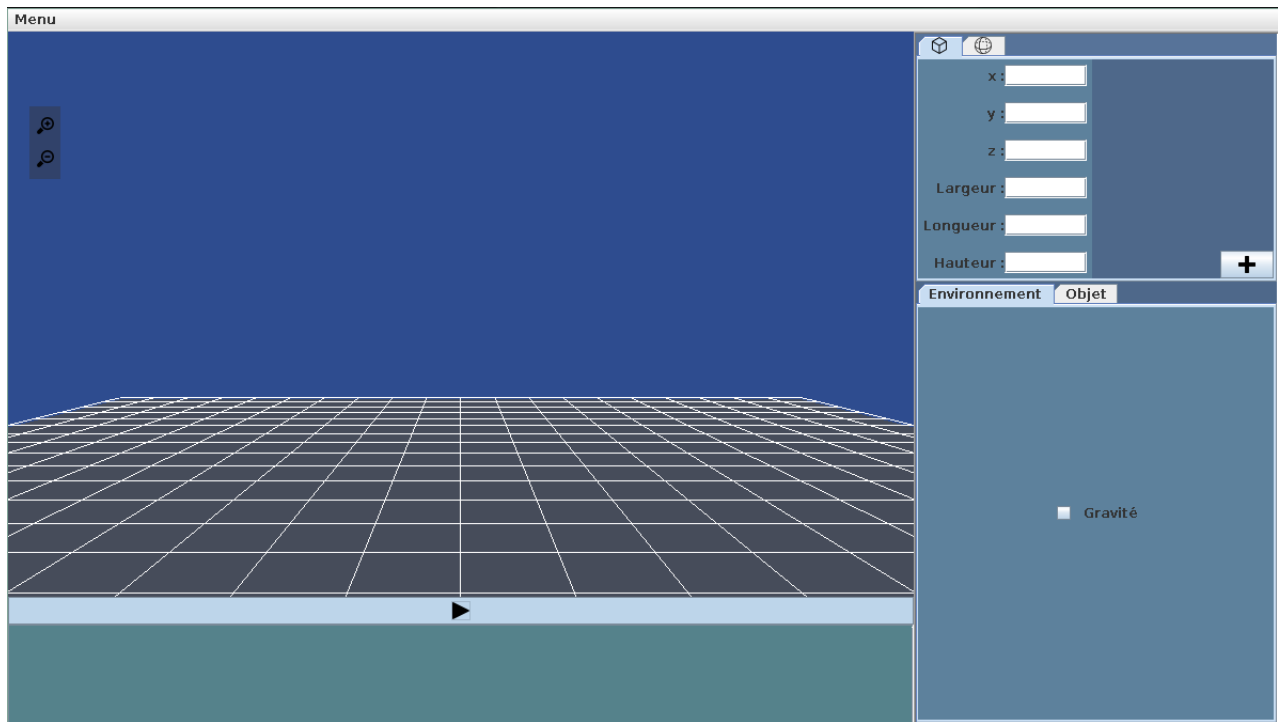 Menu
x :
y :
z :
Largeur :
Longueur :
Hauteur :
Environnement Objet
Gravité